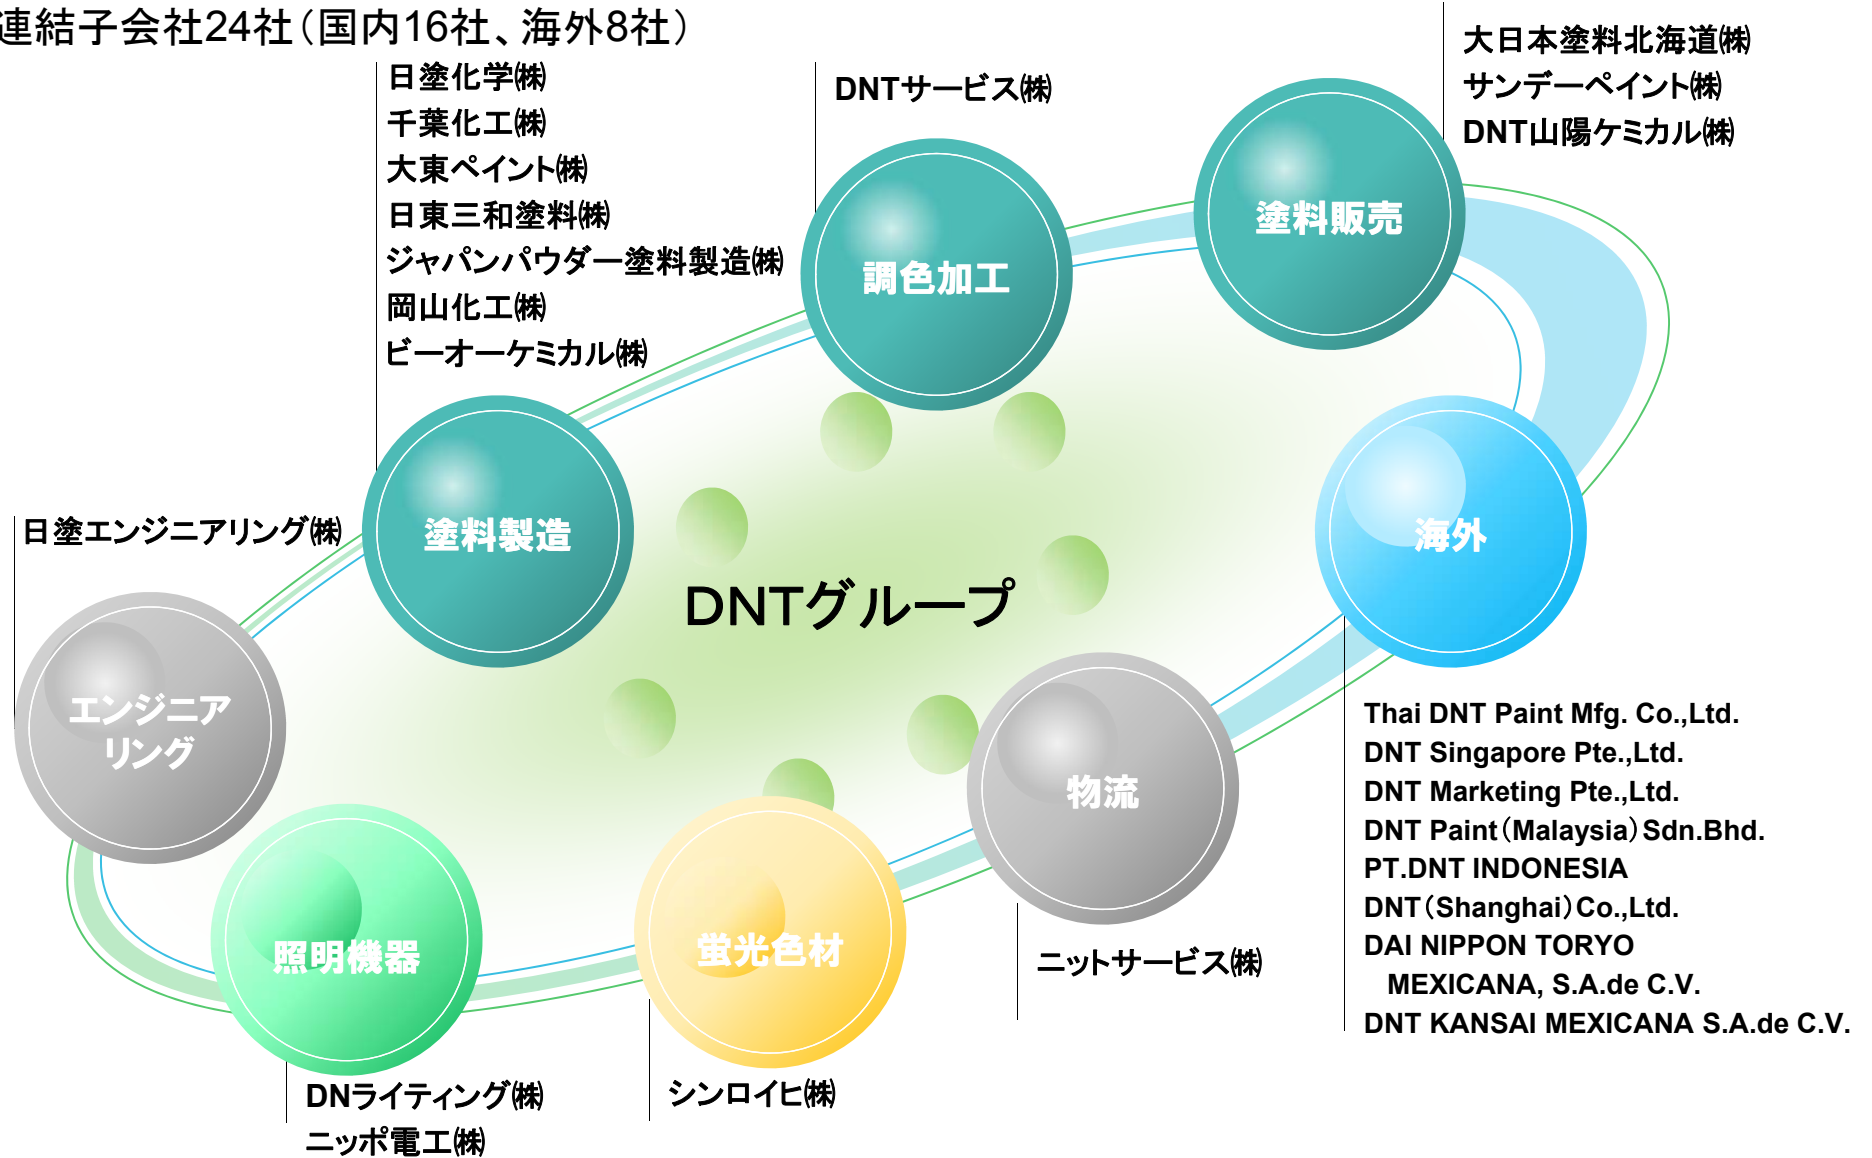 連結子会社24社（国内16社、海外8社）
日塗化学㈱
千葉化工㈱
大東ペイント㈱
日東三和塗料㈱
ジャパンパウダー塗料製造㈱
岡山化工㈱
ビーオーケミカル㈱
塗料製造
DNTサービス㈱
調色加工
大日本塗料北海道㈱
サンデーペイント㈱
DNT山陽ケミカル㈱
塗料販売
日塗エンジニアリング㈱
エンジニア
リング
DNTグループ
海外
Thai DNT Paint Mfg. Co.,Ltd.
DNT Singapore Pte.,Ltd.
DNT Marketing Pte.,Ltd.
DNT Paint（Malaysia）Sdn.Bhd.
PT.DNT INDONESIA
DNT（Shanghai）Co.,Ltd.
DAI NIPPON TORYO
MEXICANA, S.A.de C.V.
DNT KANSAI MEXICANA S.A.de C.V.
物流
ニットサービス㈱
蛍光色材
シンロイヒ㈱
照明機器
DNライティング㈱
ニッポ電工㈱